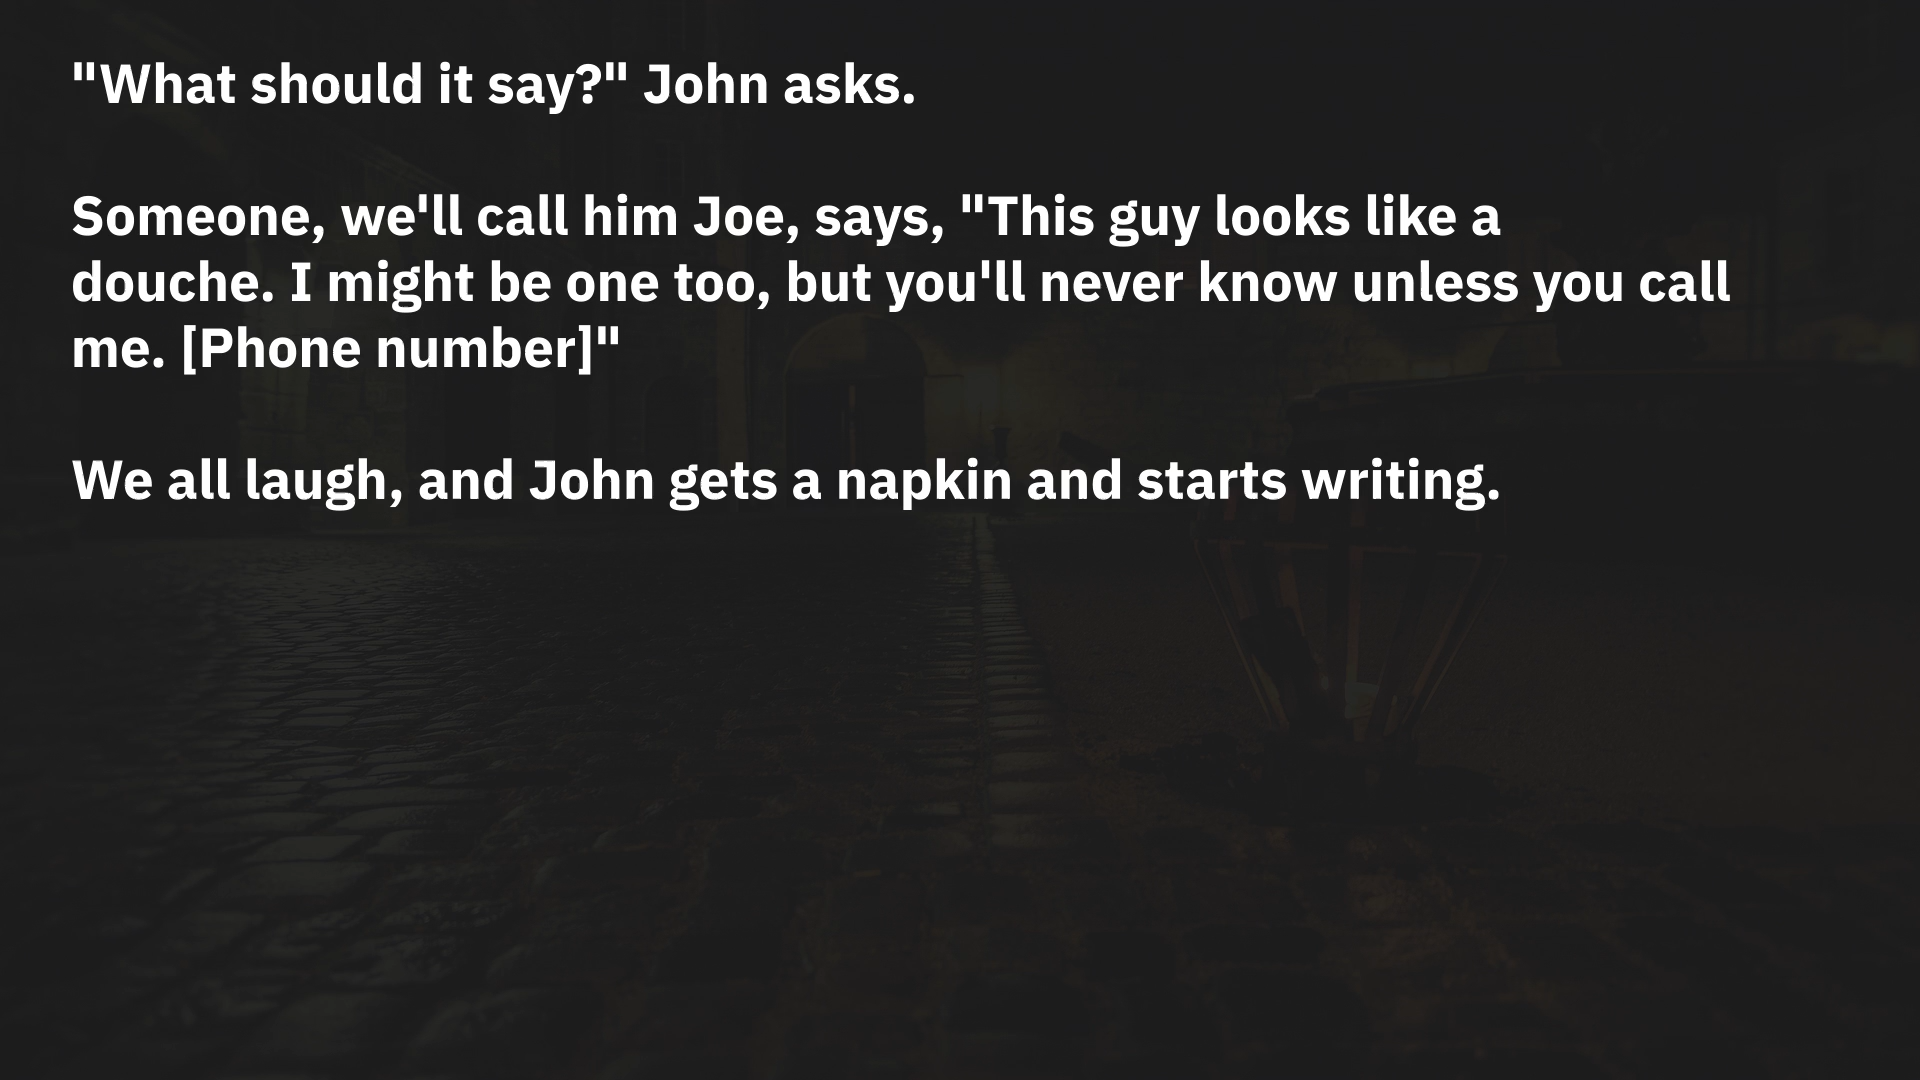 "What should it say?" John asks.
Someone, we'll call him Joe, says, "This guy looks like a
douche. I might be one too, but you'll never know unless you call
me. [Phone number]"
We all laugh, and John gets a napkin and starts writing.